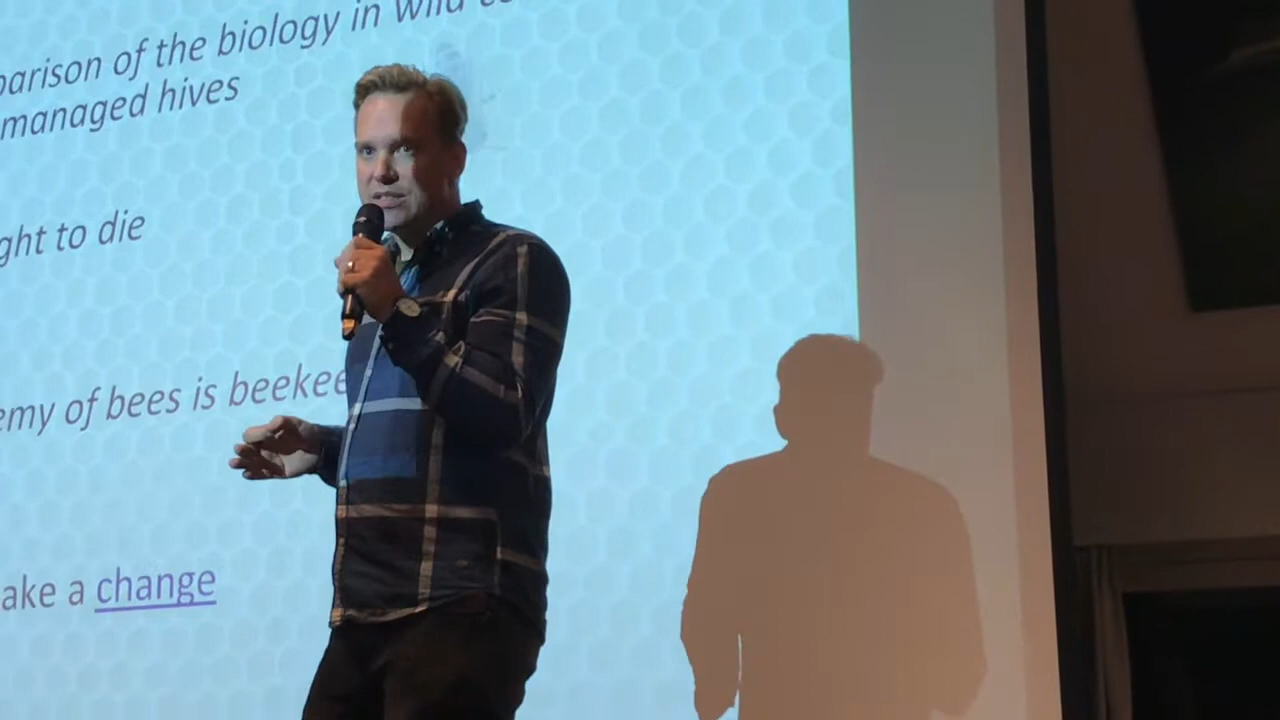 parison of the biology in wild
managed hives
ght to die
emy of bees is beekee
ake a change